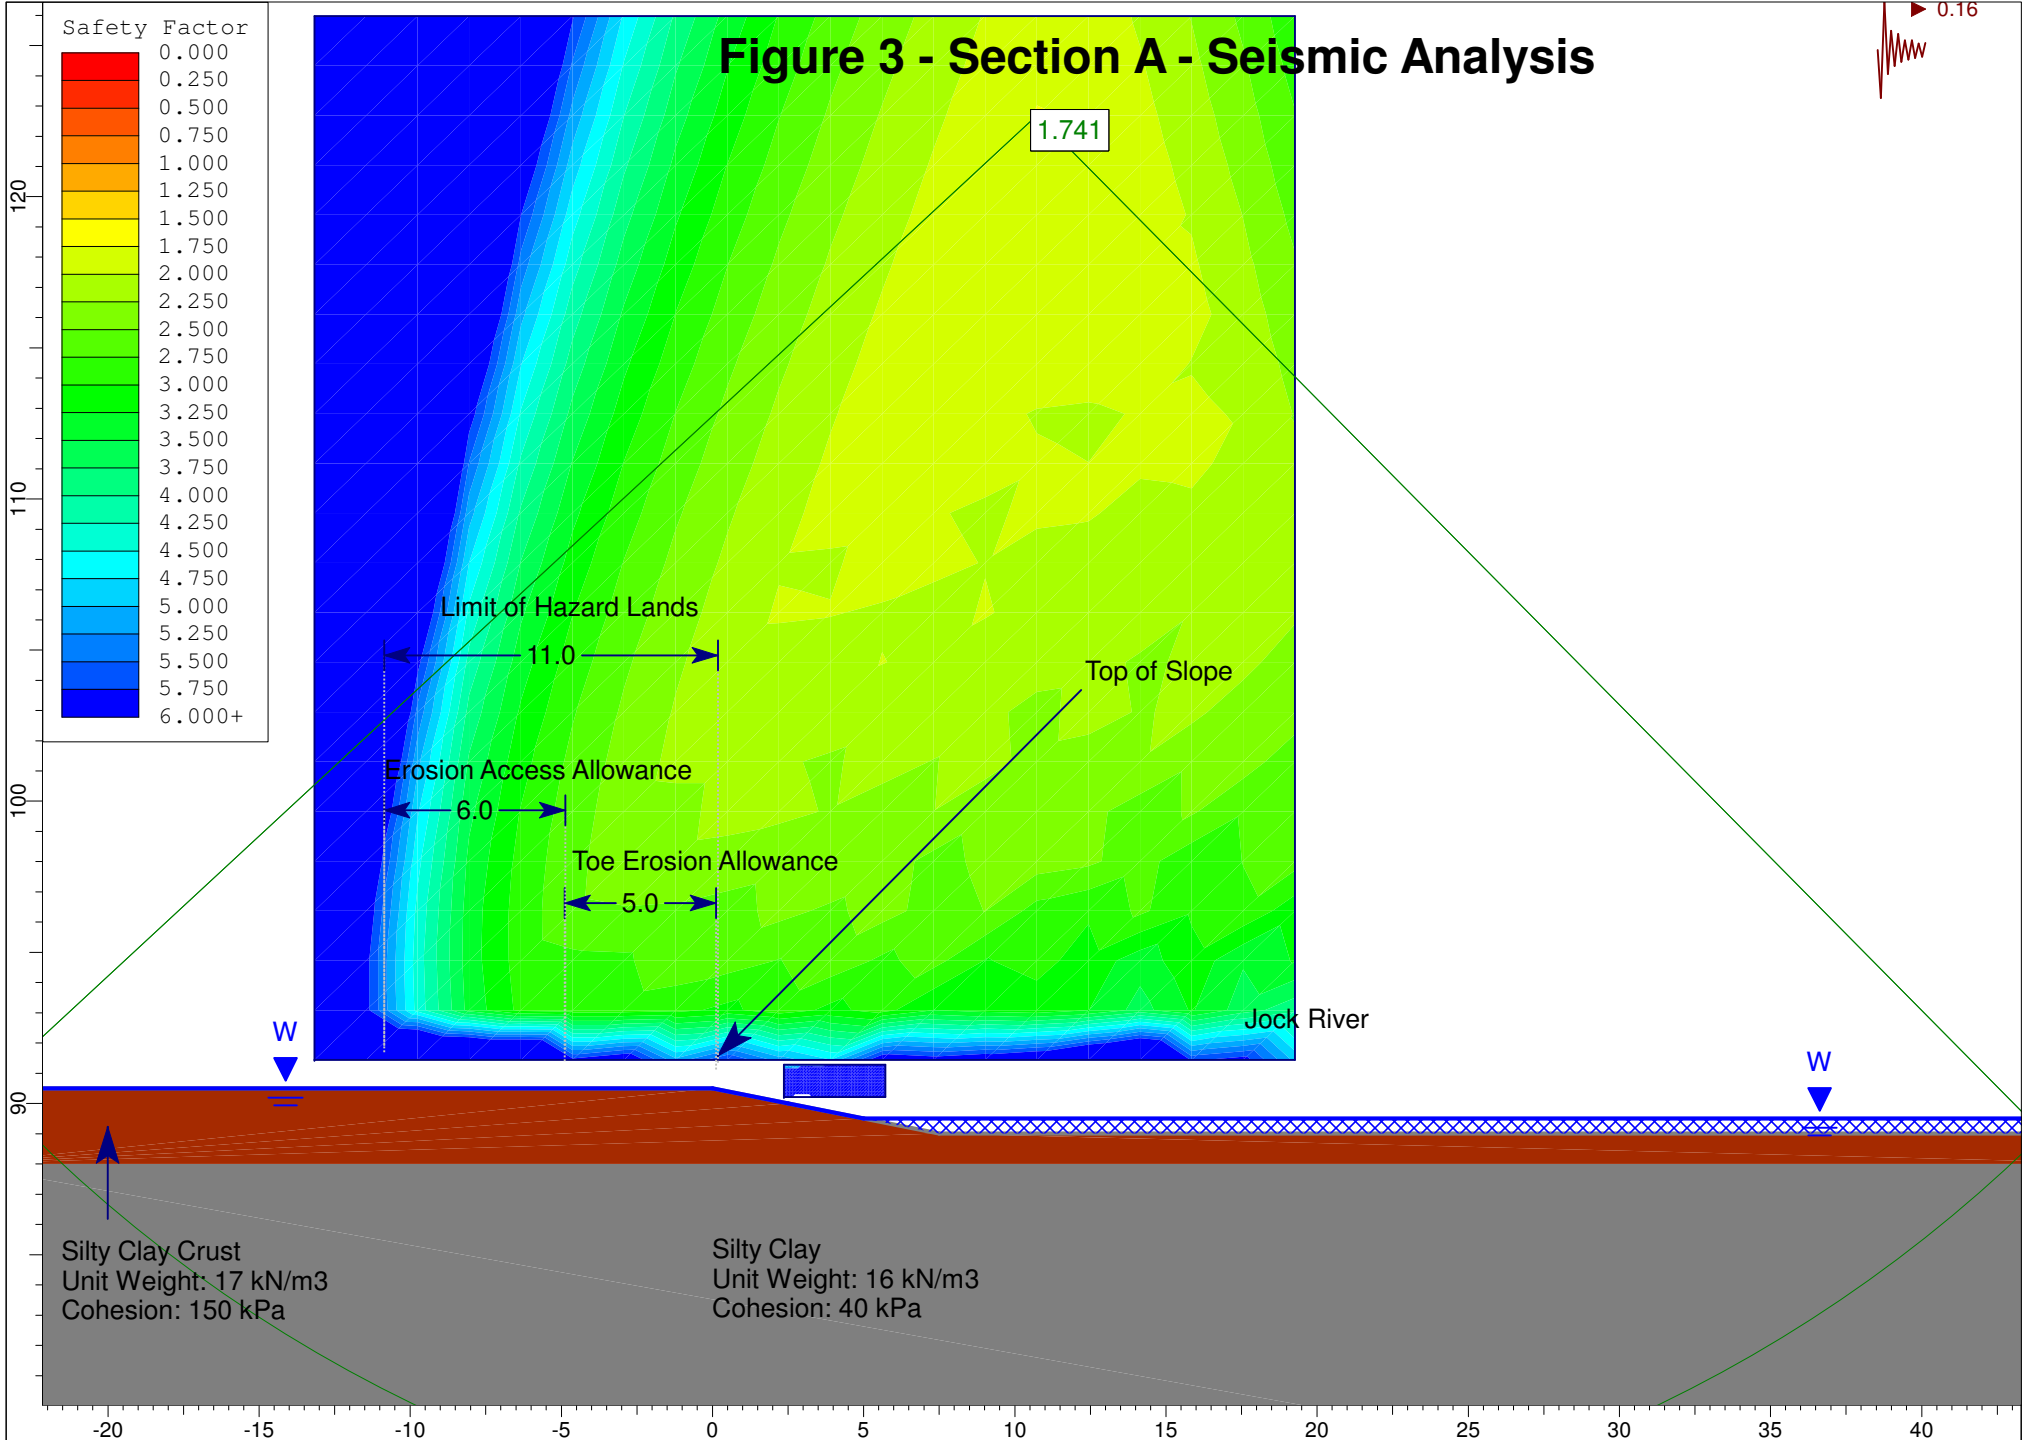 Safety Factor
0.000
0.250
0.500
0.750
1.000
1.250
1.500
1.750
2.000
2.250
2.500
2.750
3.000
3.250
3.500
3.750
4.000
4.250
4.500
4.750
5.000
5.250
5.500
5.750
6.000+
Figure 3 - Section A - Seismic Analysis
0.16
1.741
Limit of Hazard Lands
11.0
Top of Slope
Erosion Access Allowance
6.0
Toe Erosion Allowance
5.0
Jock River
W
W
Silty Clay Crust
Unit Weight: 17 kN/m3
Cohesion: 150 kPa
Silty Clay
Unit Weight: 16 kN/m3
Cohesion: 40 kPa
120
110
100
90
-20 -15 -10 -5 0 5 10 15 20 25 30 35 40